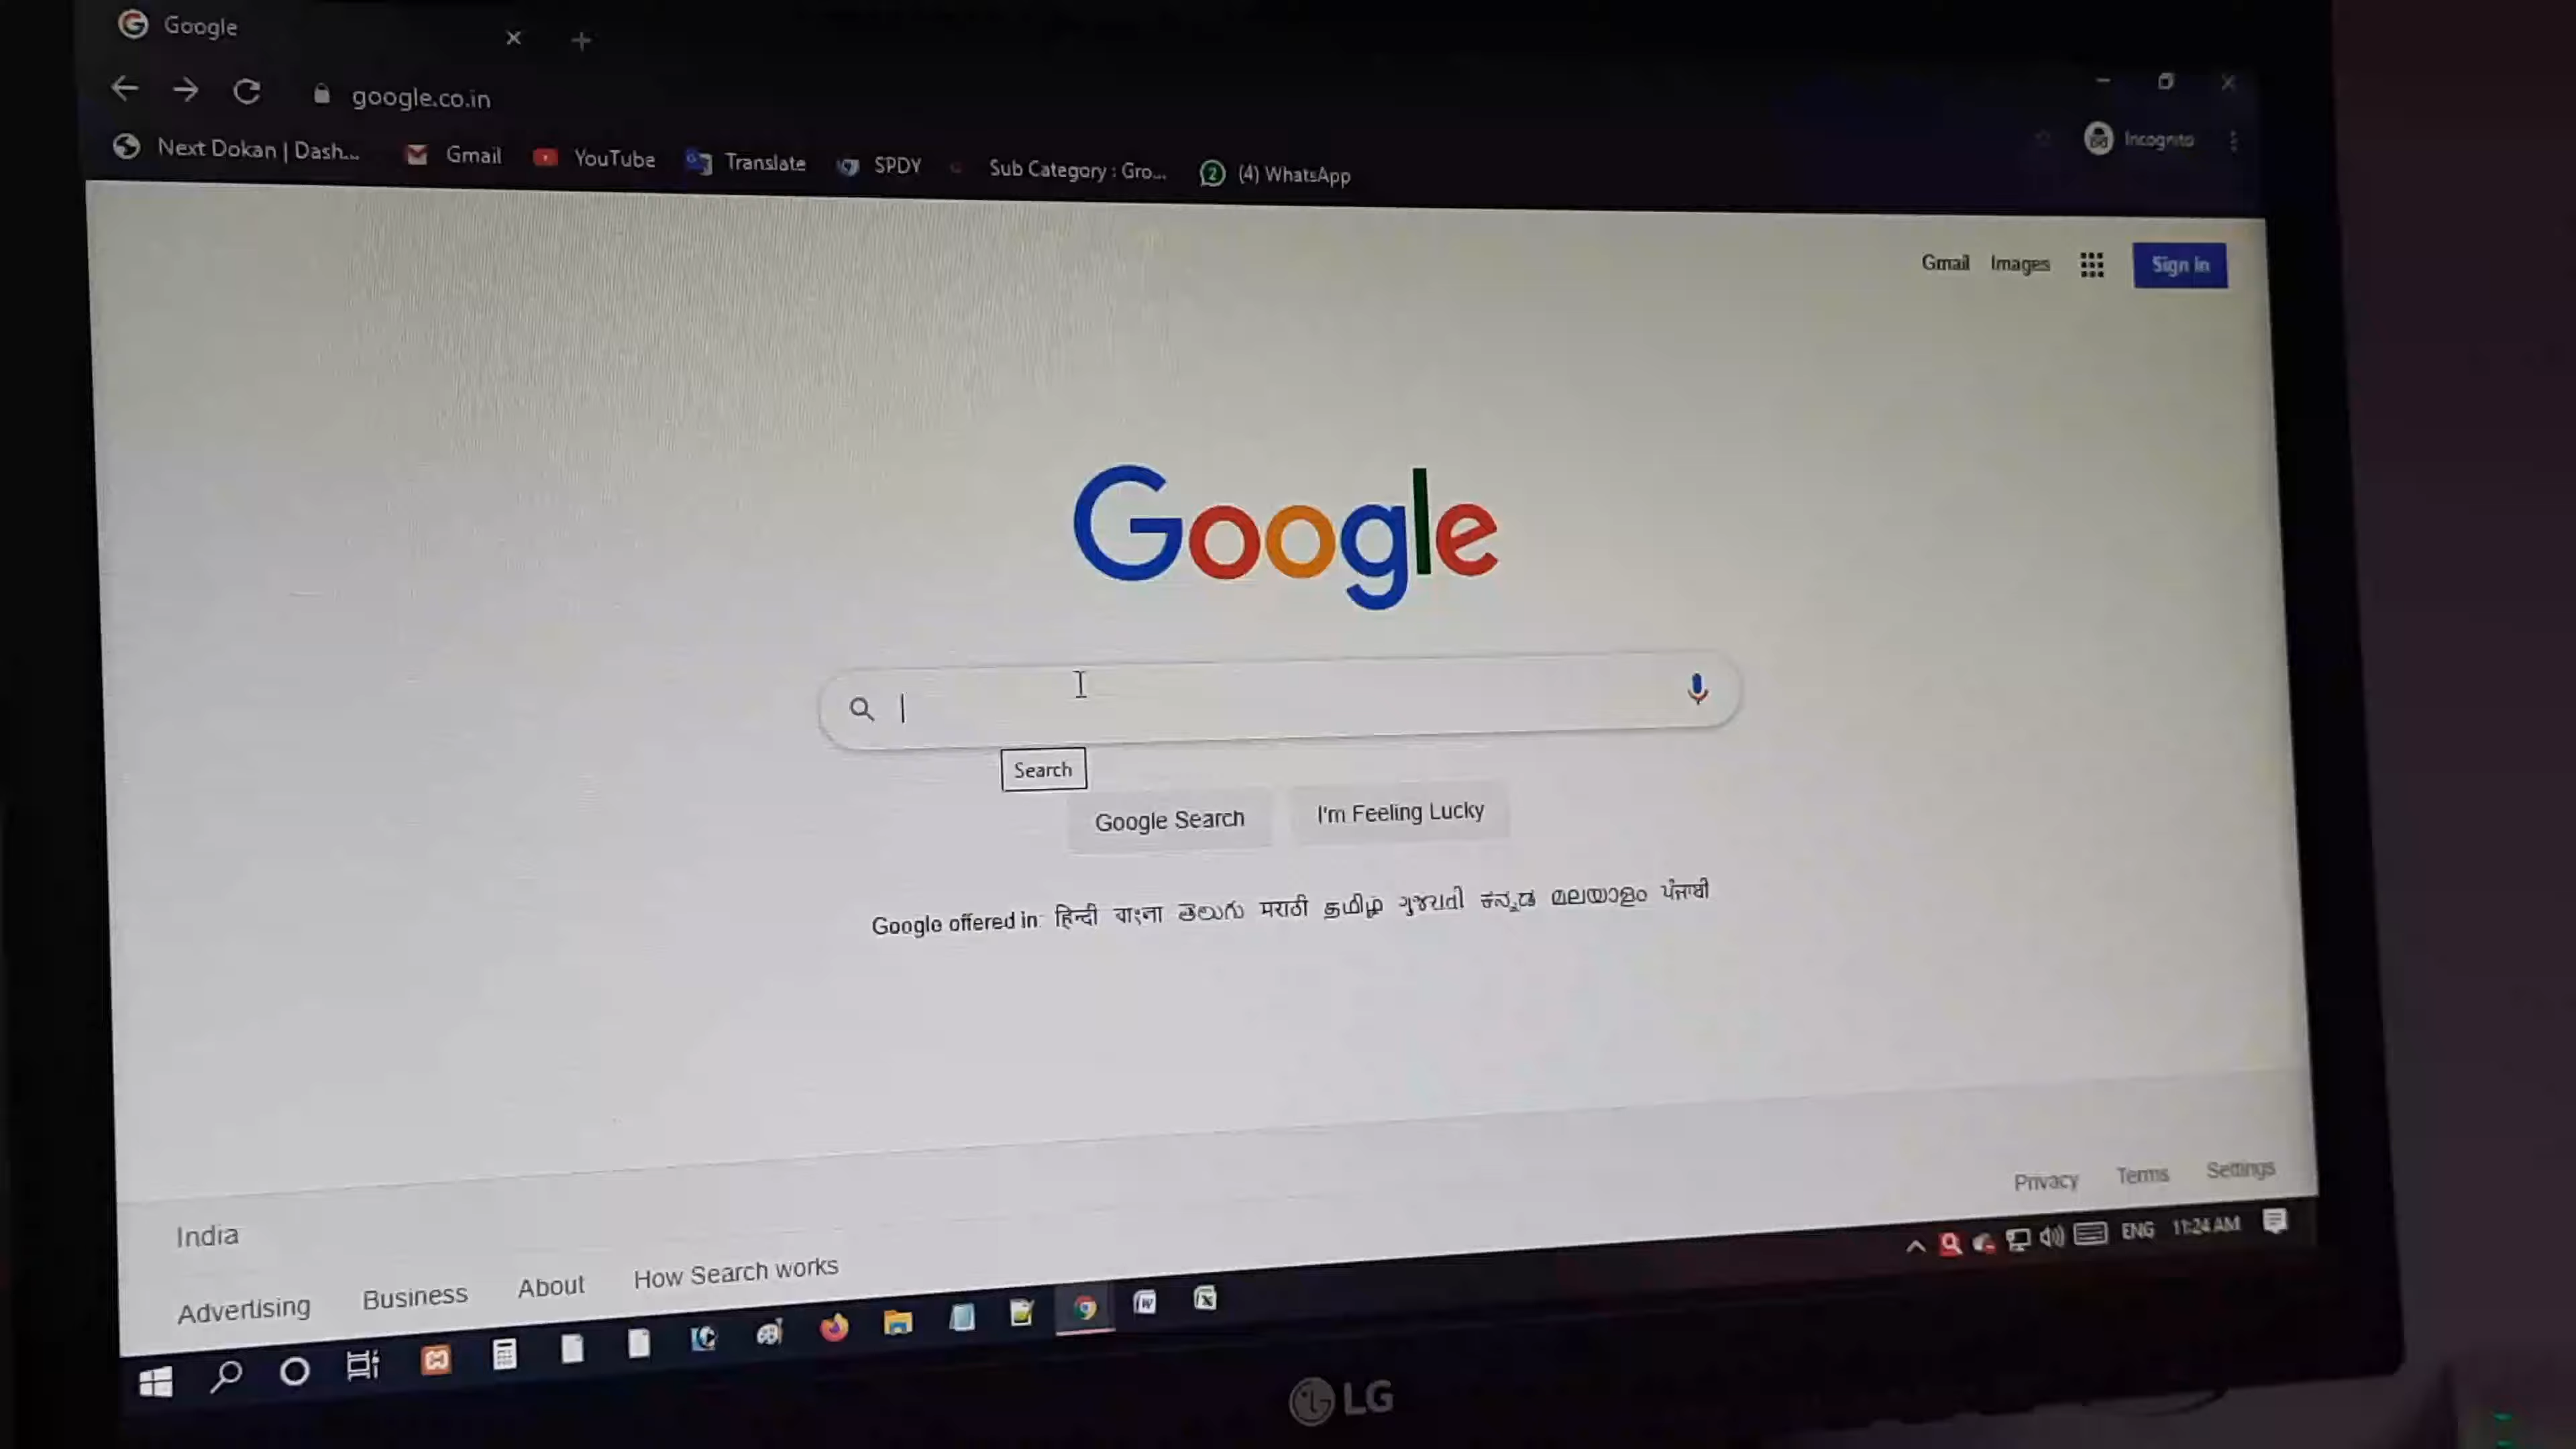 Google
google.co.in
Incognito
Next Dokan | Dash... Gmail YouTube Translate SPDY Sub Category : Gro... (4) WhatsApp
Gmail Images Sign in
Google
Search
Google Search I'm Feeling Lucky
Google offered in: हिन्दी বাংলা తెలుగు मराठी தமிழ் ગુજરાતી ಕನ್ನಡ മലയാളം ਪੰਜਾਬੀ
India
Advertising Business About How Search works Privacy Terms Settings
ENG 11:24 AM
LG